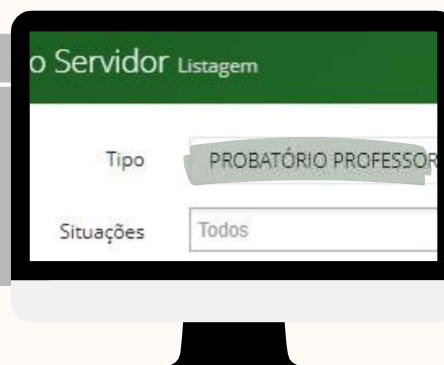 o Servidor Listagem
Tipo PROBATÓRIO PROFESSOR
Situações Todos